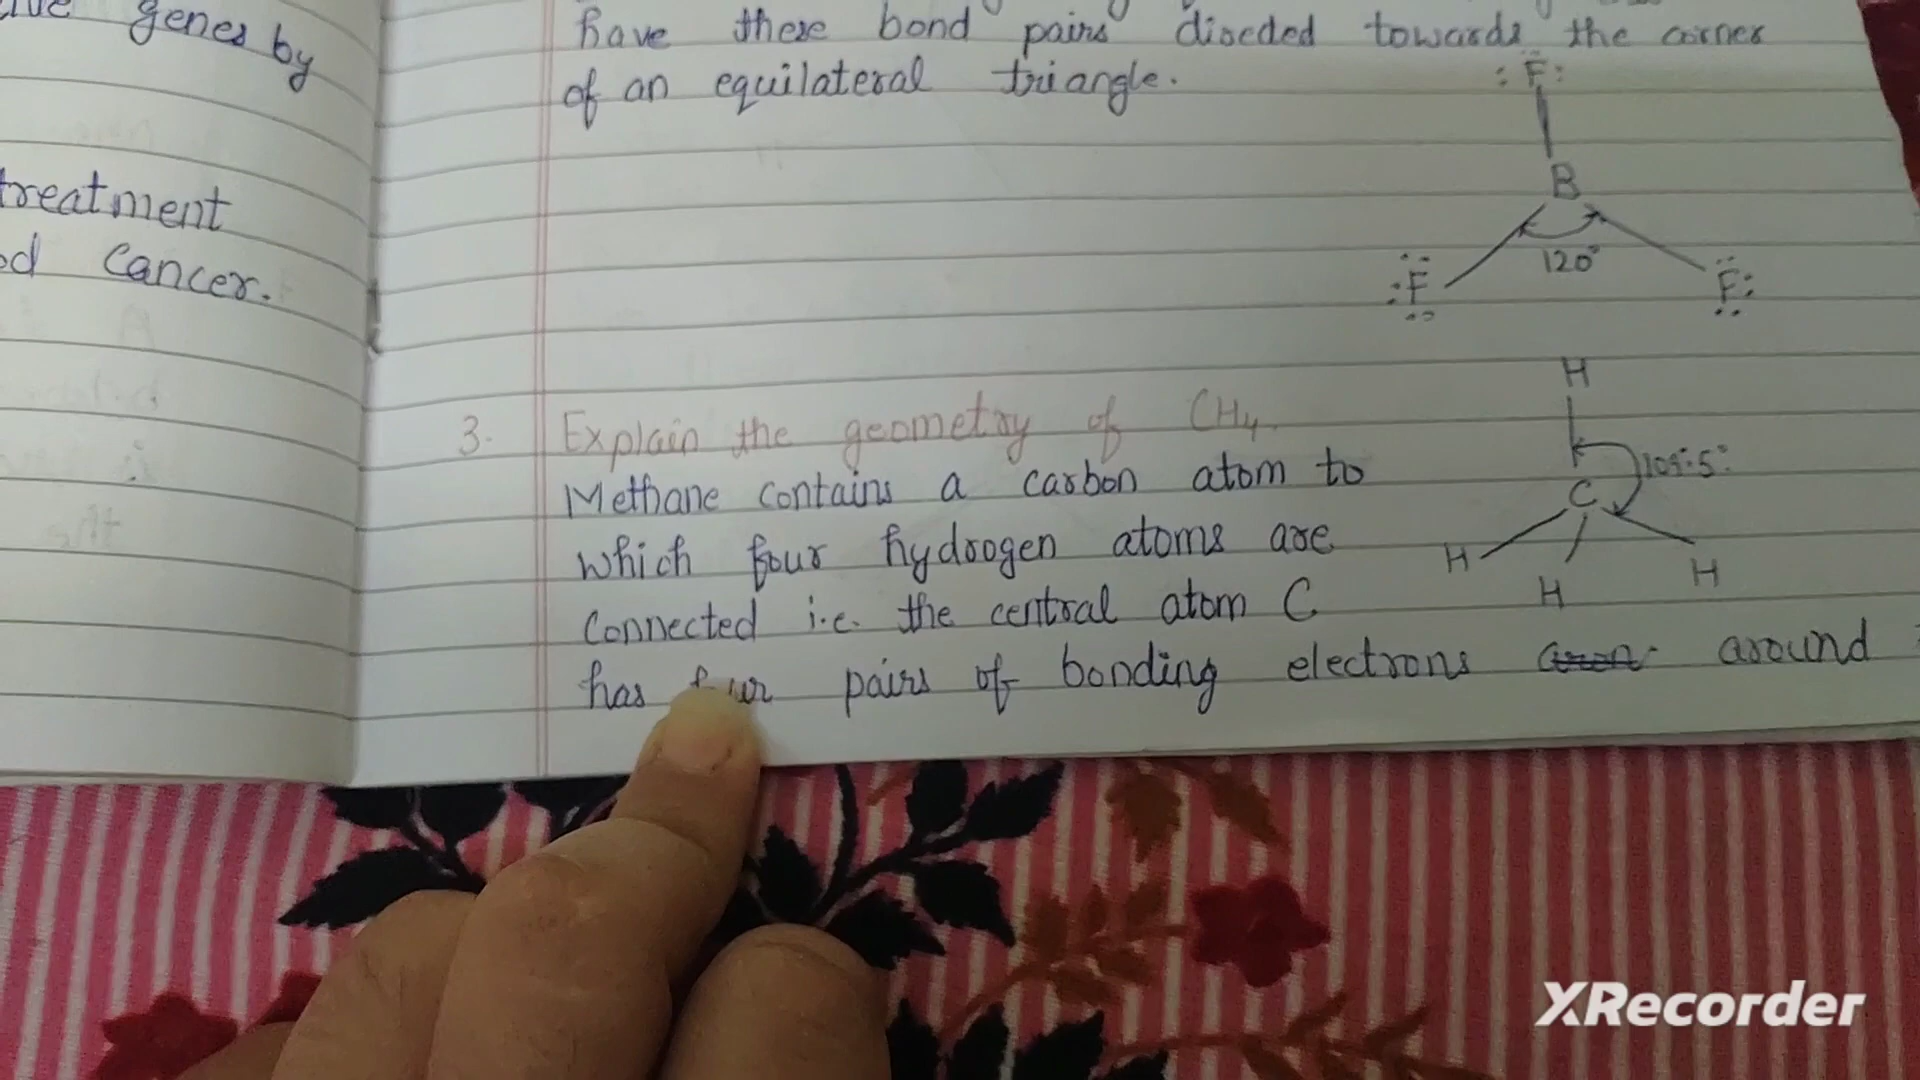 genes by
treatment
cancer.
have these bond pairs diseded towards the corner
of an equilateral triangle.
:F:
B
120°
:F
F:
3. Explain the geometry of CH4.
Methane contains a carbon atom to
which four hydrogen atoms are
connected i.e. the central atom C
has four pairs of bonding electrons around
H
109.5°
C
H
H
H
XRecorder